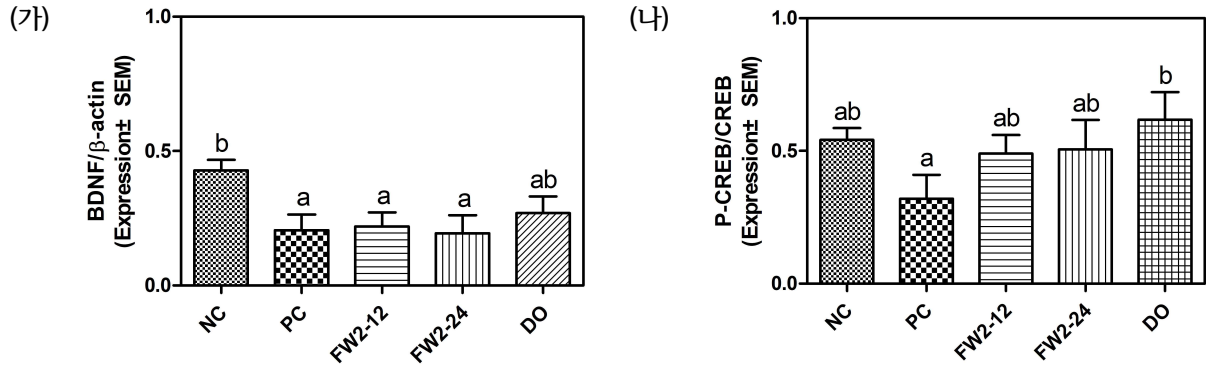 (가)
1.0
0.5
0.0
BDNF/β-actin
(Expression± SEM)
b
a
a
a
ab
NC
PC
FW2-12
FW2-24
DO
(나)
1.0
0.5
0.0
P-CREB/CREB
(Expression± SEM)
ab
a
ab
ab
b
NC
PC
FW2-12
FW2-24
DO